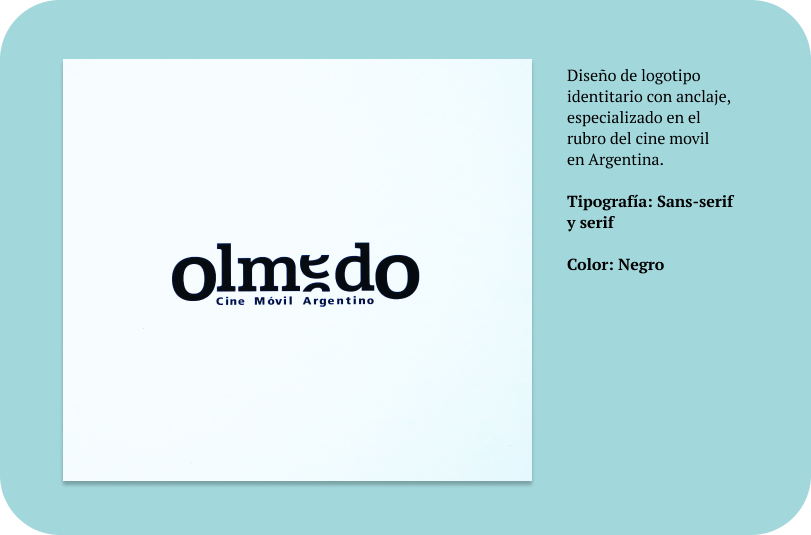 olmedo
Cine Móvil Argentino
Diseño de logotipo
identitario con anclaje,
especializado en el
rubro del cine movil
en Argentina.
Tipografía: Sans-serif
y serif
Color: Negro